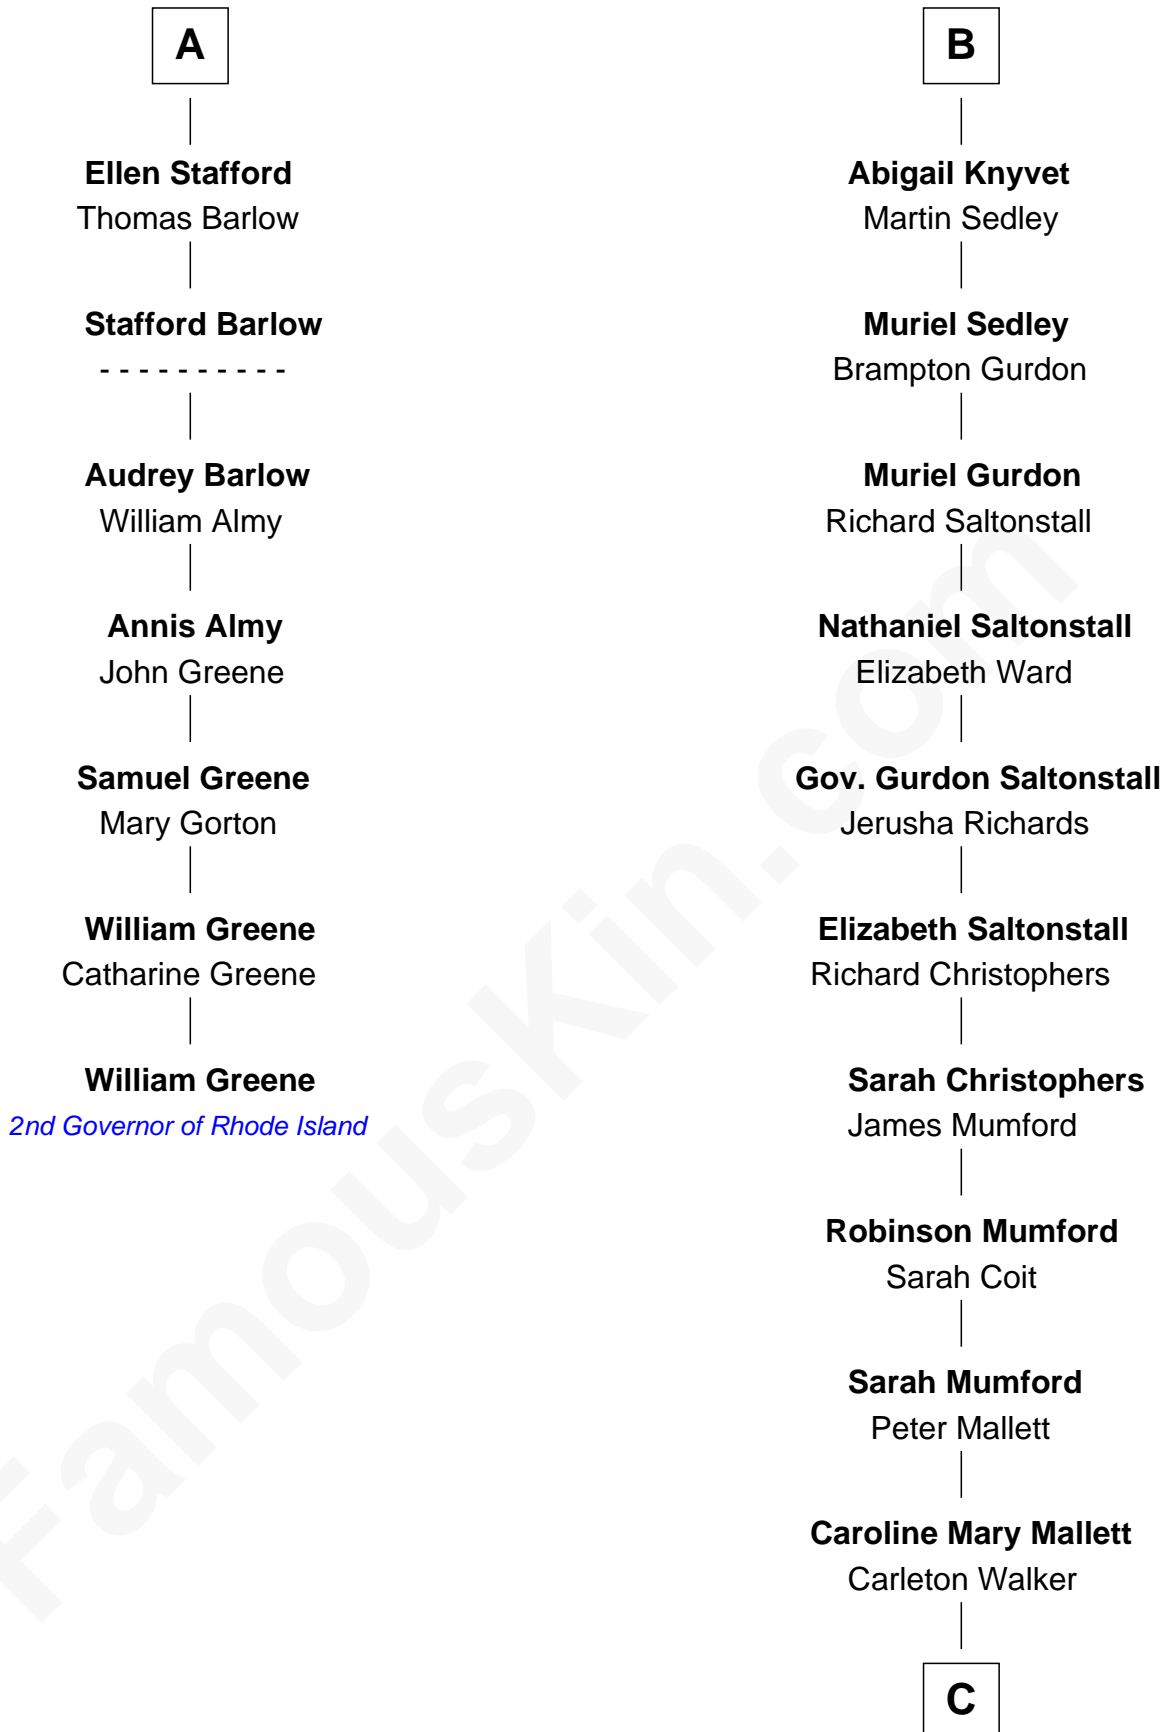 A
Ellen Stafford
Thomas Barlow
Stafford Barlow
- - - - - - - - - -
Audrey Barlow
William Almy
Annis Almy
John Greene
Samuel Greene
Mary Gorton
William Greene
Catharine Greene
William Greene
2nd Governor of Rhode Island
B
Abigail Knyvet
Martin Sedley
Muriel Sedley
Brampton Gurdon
Muriel Gurdon
Richard Saltonstall
Nathaniel Saltonstall
Elizabeth Ward
Gov. Gurdon Saltonstall
Jerusha Richards
Elizabeth Saltonstall
Richard Christophers
Sarah Christophers
James Mumford
Robinson Mumford
Sarah Coit
Sarah Mumford
Peter Mallett
Caroline Mary Mallett
Carleton Walker
C
FamousKin.com